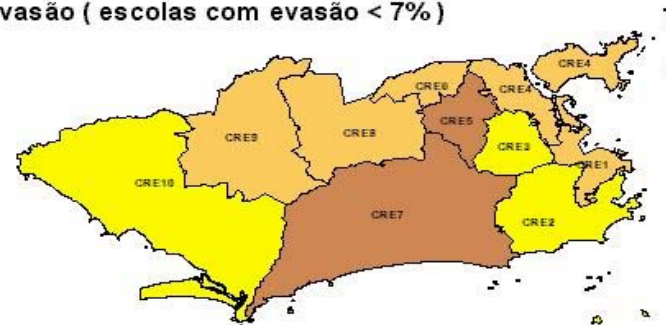 vasão ( escolas com evasão < 7% )
CRE4
CRE6
CRE4
CRE5
CRE9
CRE8
CRE3
CRE1
CRE10
CRE7
CRE2